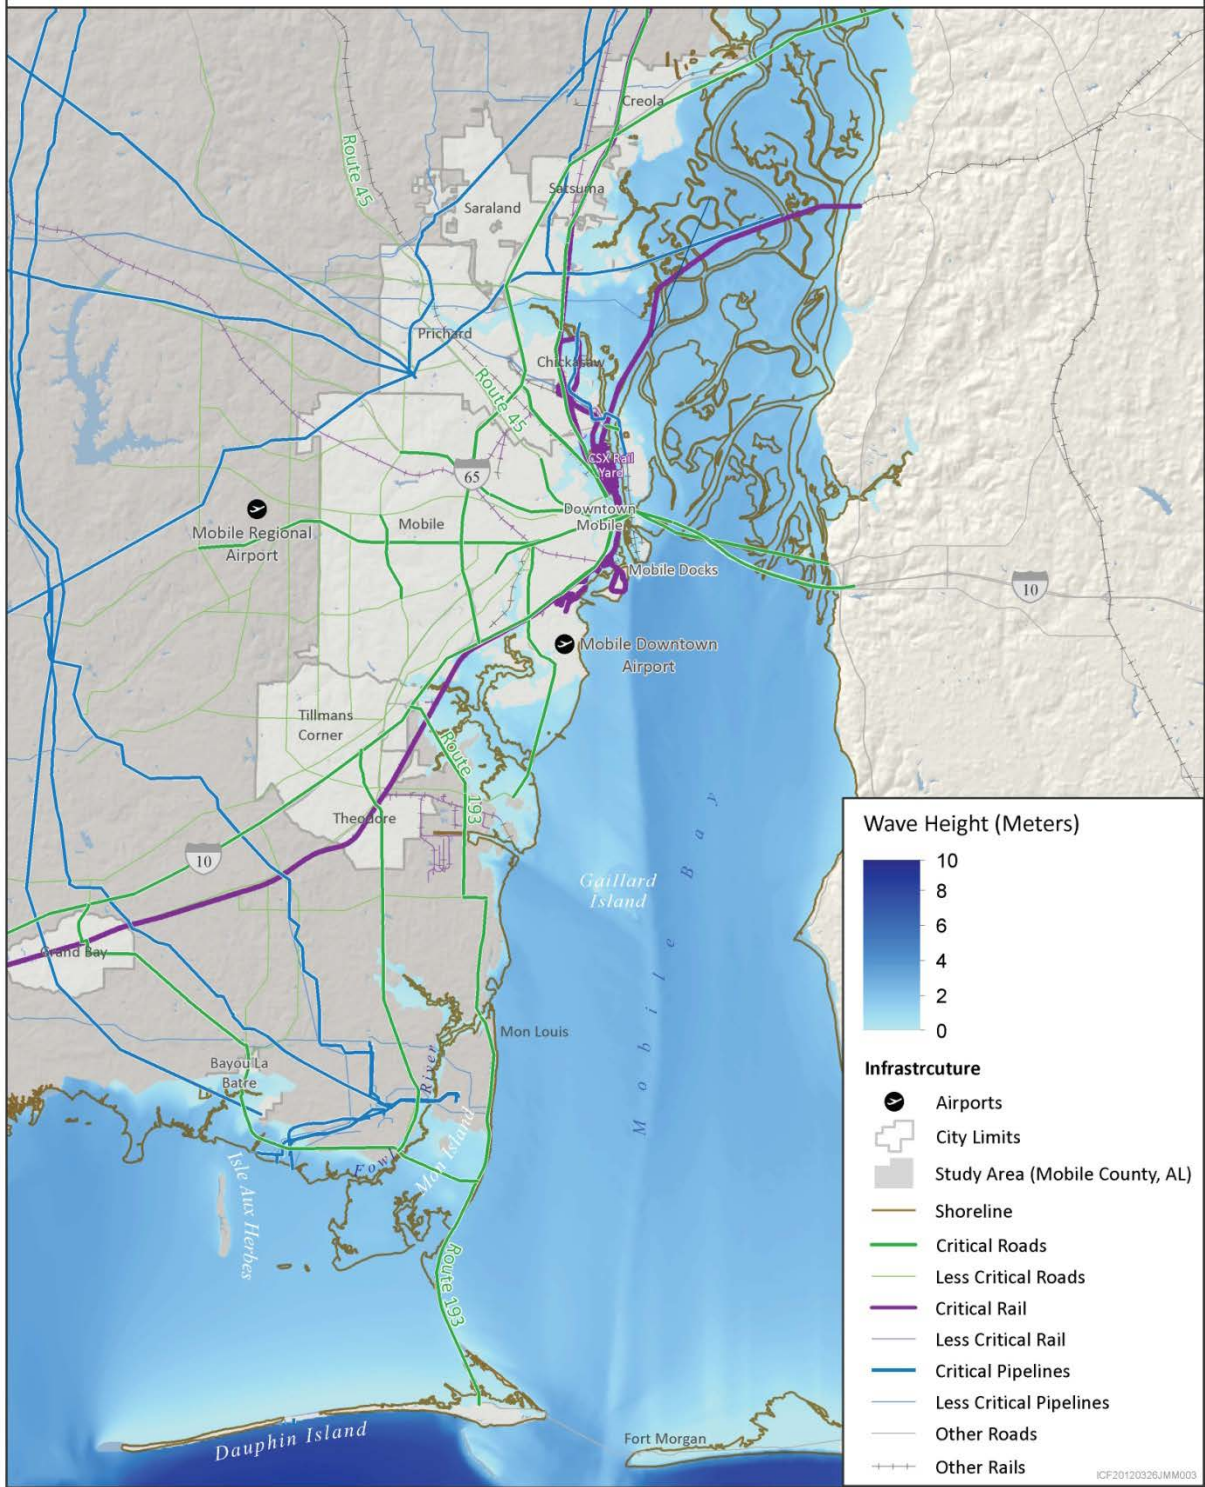 Creola
Route 45
Satsuma
Saraland
Prichard
Chickasaw
Route 45
CSX Rail
Yard
65
Downtown
Mobile
Mobile
Mobile Regional
Airport
Mobile Docks
10
Mobile Downtown
Airport
Tillmans
Corner
Route 193
Theodore
10
Gaillard
Island
Mobile Bay
Grand Bay
Mon Louis
Bayou La
Batre
Fowl River
Mon Island
Isle Aux Herbes
Route 193
Dauphin Island
Fort Morgan
Wave Height (Meters)
10
8
6
4
2
0
Infrastrcuture
Airports
City Limits
Study Area (Mobile County, AL)
Shoreline
Critical Roads
Less Critical Roads
Critical Rail
Less Critical Rail
Critical Pipelines
Less Critical Pipelines
Other Roads
Other Rails
ICF20120326JMM003